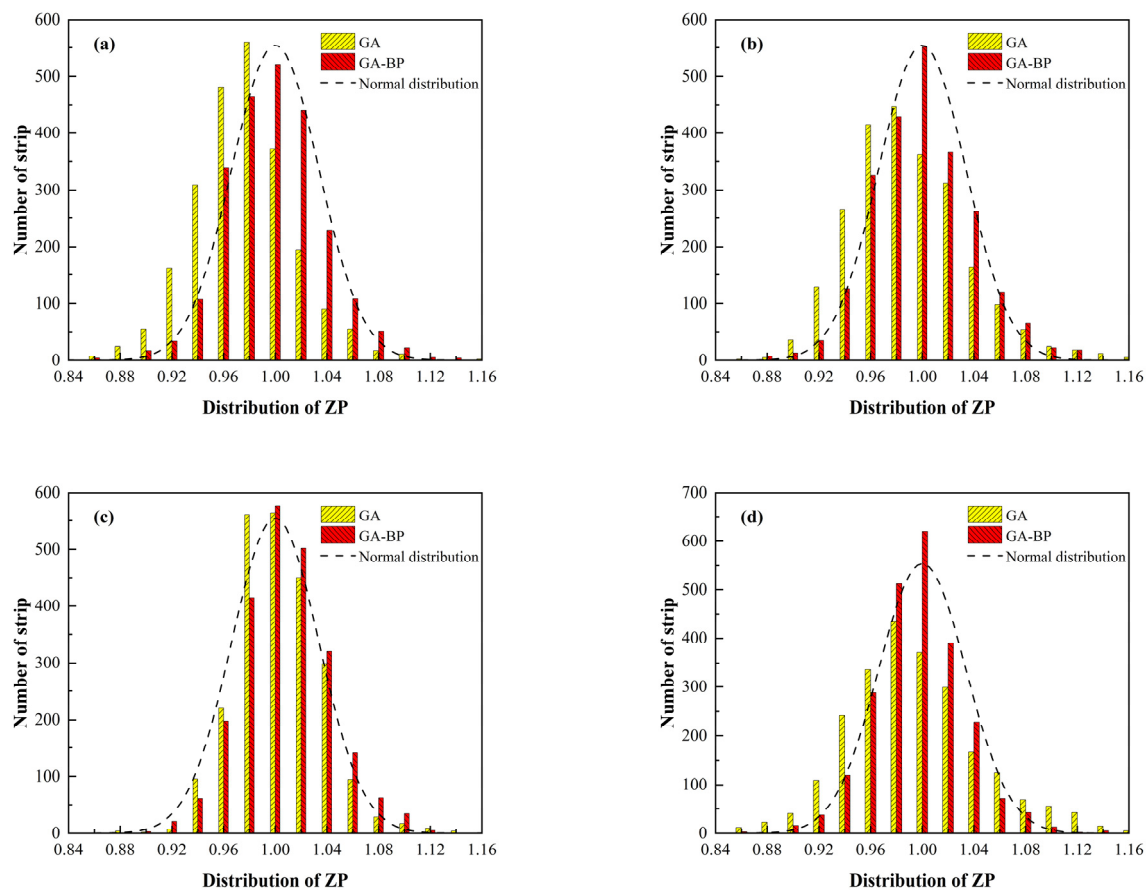 (a)
GA
GA-BP
Normal distribution
Number of strip
600
500
400
300
200
100
0
0.84 0.88 0.92 0.96 1.00 1.04 1.08 1.12 1.16
Distribution of ZP
(b)
GA
GA-BP
Normal distribution
Number of strip
600
500
400
300
200
100
0
0.84 0.88 0.92 0.96 1.00 1.04 1.08 1.12 1.16
Distribution of ZP
(c)
GA
GA-BP
Normal distribution
Number of strip
600
500
400
300
200
100
0
0.84 0.88 0.92 0.96 1.00 1.04 1.08 1.12 1.16
Distribution of ZP
(d)
GA
GA-BP
Normal distribution
Number of strip
700
600
500
400
300
200
100
0
0.84 0.88 0.92 0.96 1.00 1.04 1.08 1.12 1.16
Distribution of ZP